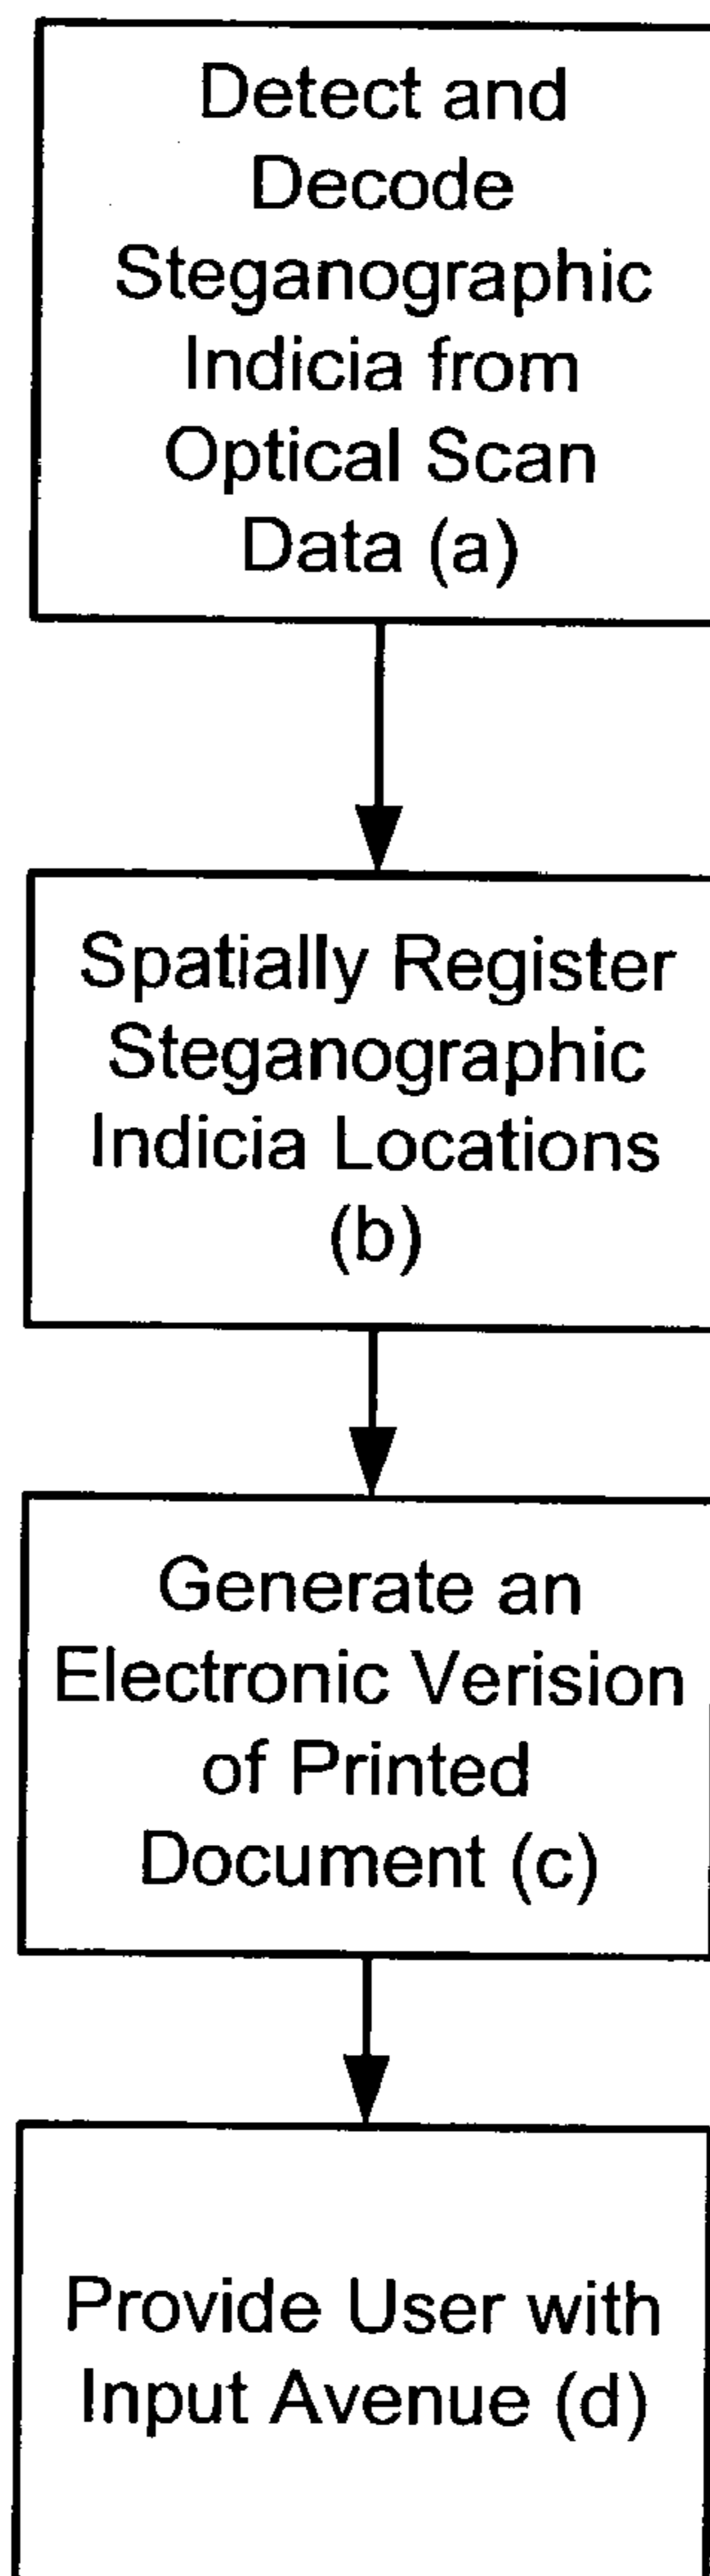 Detect and
Decode
Steganographic
Indicia from
Optical Scan
Data (a)
Spatially Register
Steganographic
Indicia Locations
(b)
Generate an
Electronic Verision
of Printed
Document (c)
Provide User with
Input Avenue (d)